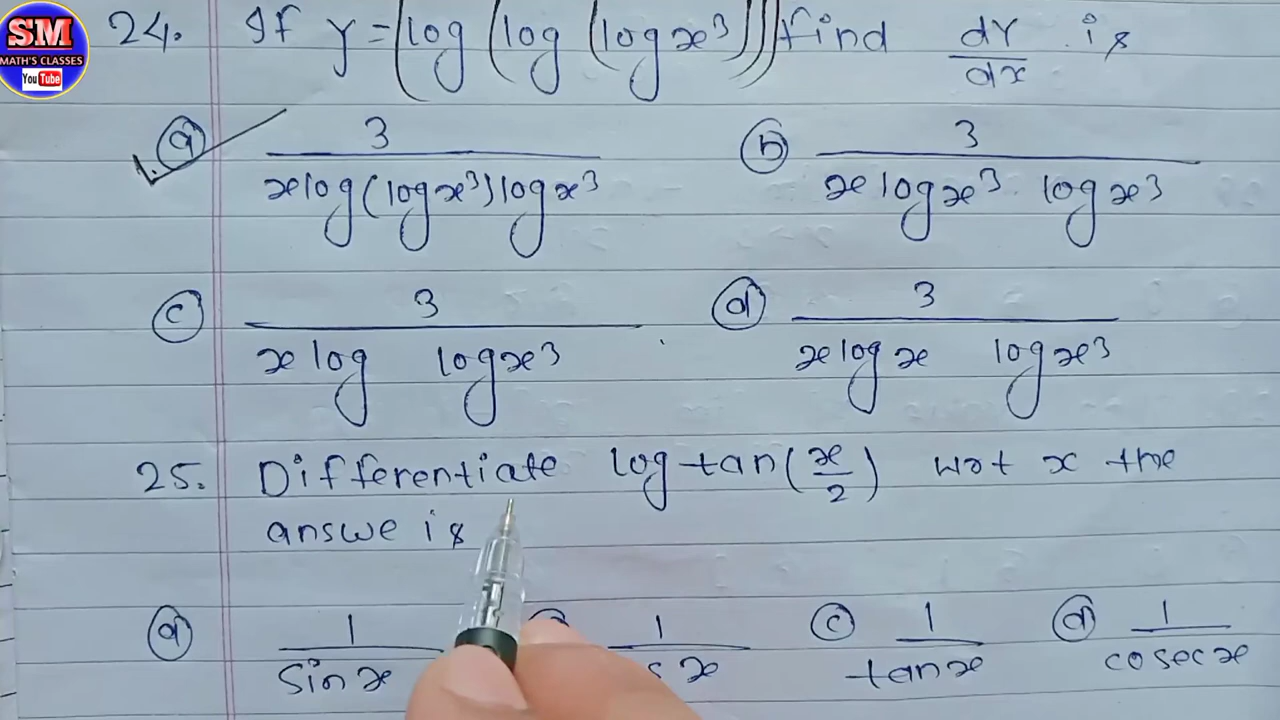 SM
MATH'S CLASSES
YouTube
24. If y = (log (log (log x³))) find dy/dx is
(a) 3 / x log(log x³) log x³ (b) 3 / x log x³ . log x³
(c) 3 / x log log x³ (d) 3 / x log x log x³
25. Differentiate log tan(x/2) wrt x the
answe is
(a) 1 / sin x 1 / s x (c) 1 / tan x (d) 1 / cosec x